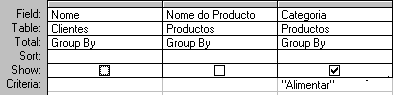 Field: Nome Nome do Producto Categoria
Table: Clientes Productos Productos
Total: Group By Group By Group By
Sort:
Show:
Criteria: "Alimentar"